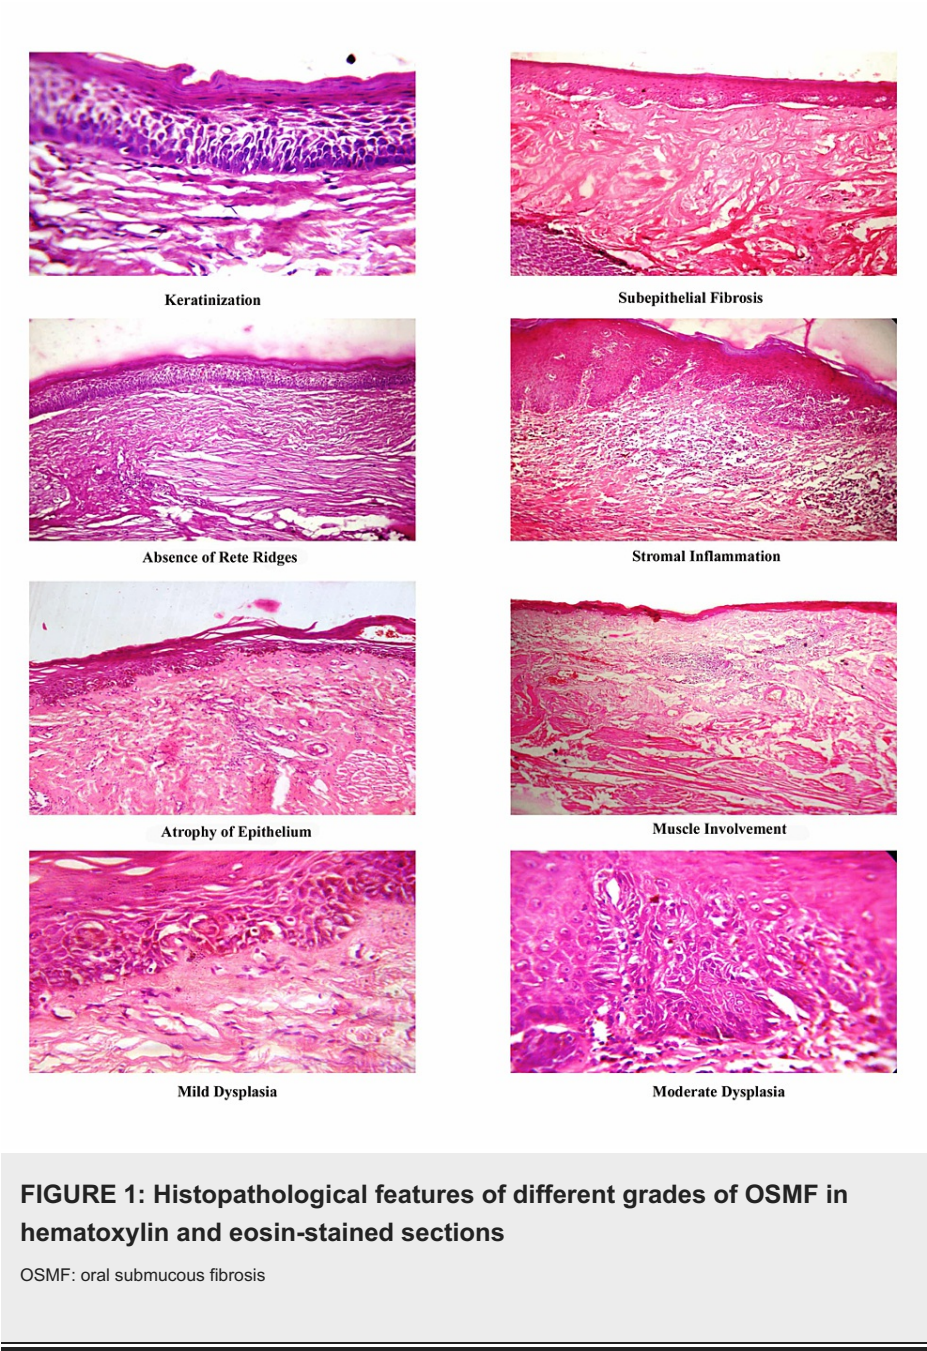 Keratinization
Subepithelial Fibrosis
Absence of Rete Ridges
Stromal Inflammation
Atrophy of Epithelium
Muscle Involvement
Mild Dysplasia
Moderate Dysplasia
FIGURE 1: Histopathological features of different grades of OSMF in
hematoxylin and eosin-stained sections
OSMF: oral submucous fibrosis